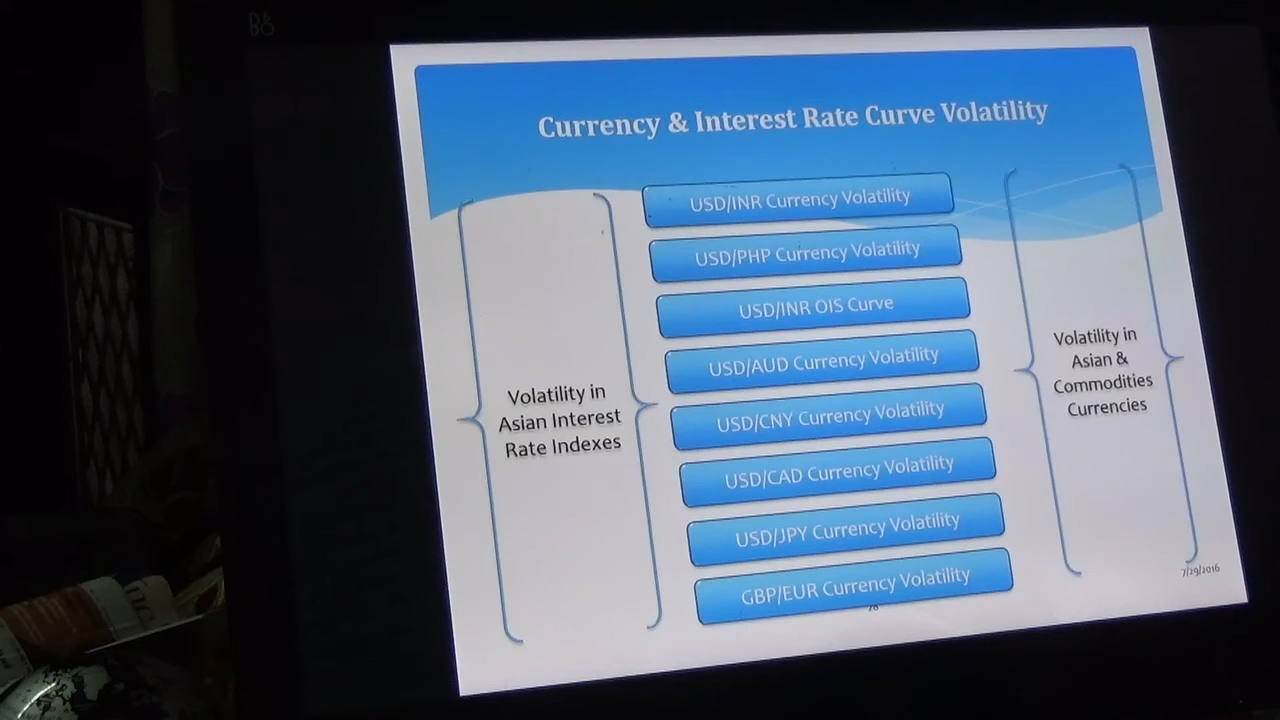 Currency & Interest Rate Curve Volatility
USD/INR Currency Volatility
USD/PHP Currency Volatility
USD/INR OIS Curve
USD/AUD Currency Volatility
USD/CNY Currency Volatility
USD/CAD Currency Volatility
USD/JPY Currency Volatility
GBP/EUR Currency Volatility
Volatility in
Asian Interest
Rate Indexes
Volatility in
Asian &
Commodities
Currencies
7/29/2016